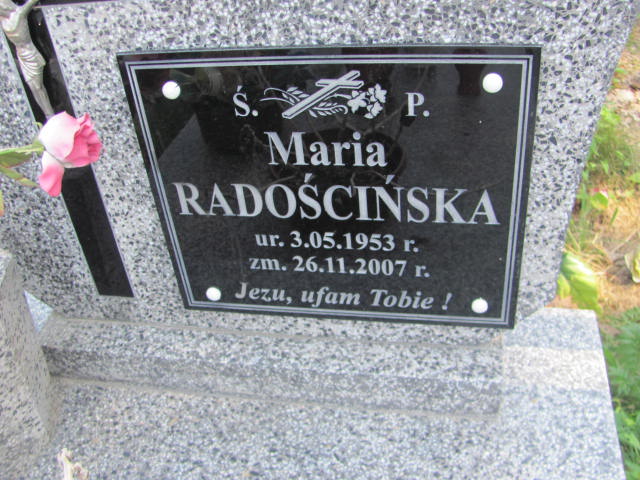 Ś. P.
Maria
RADOŚCIŃSKA
ur. 3.05.1953 r.
zm. 26.11.2007 r.
Jezu, ufam Tobie !